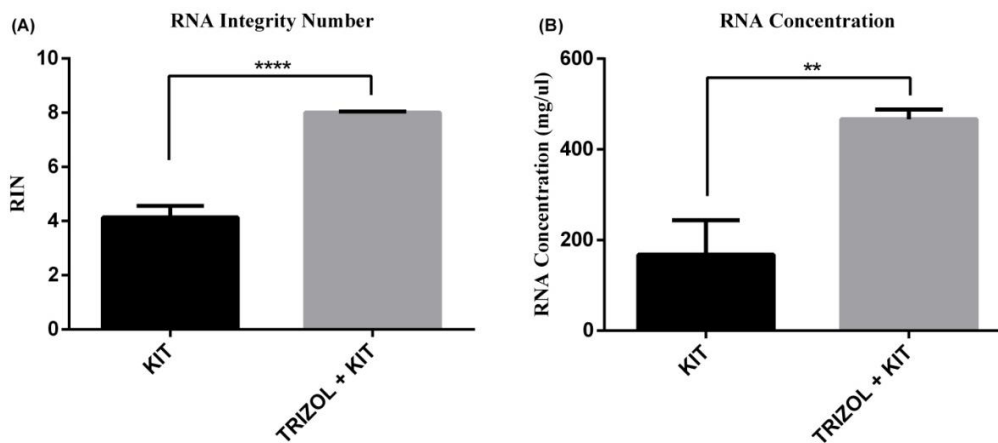 (A)
RNA Integrity Number
10
8
6
4
2
0
RIN
****
KIT
TRIZOL + KIT
(B)
RNA Concentration
600
400
200
0
RNA Concentration (mg/ul)
**
KIT
TRIZOL + KIT